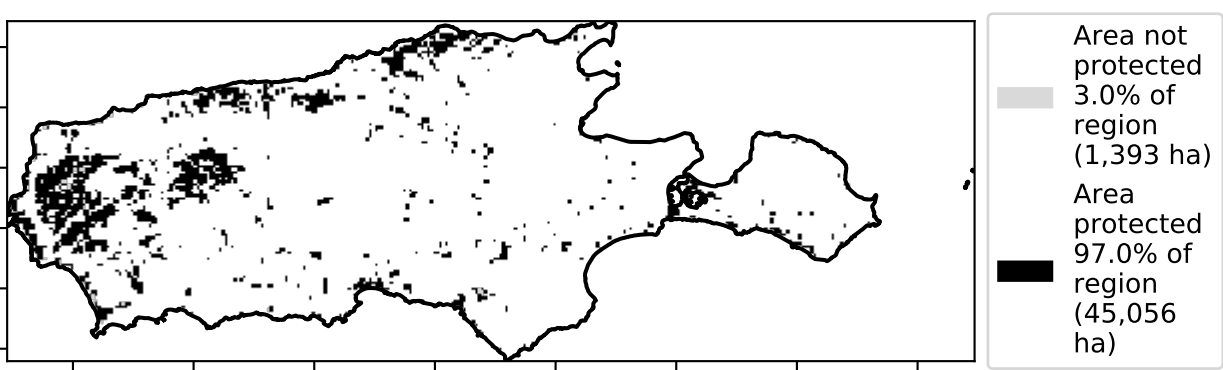 Area not
protected
3.0% of
region
(1,393 ha)
Area
protected
97.0% of
region
(45,056
ha)